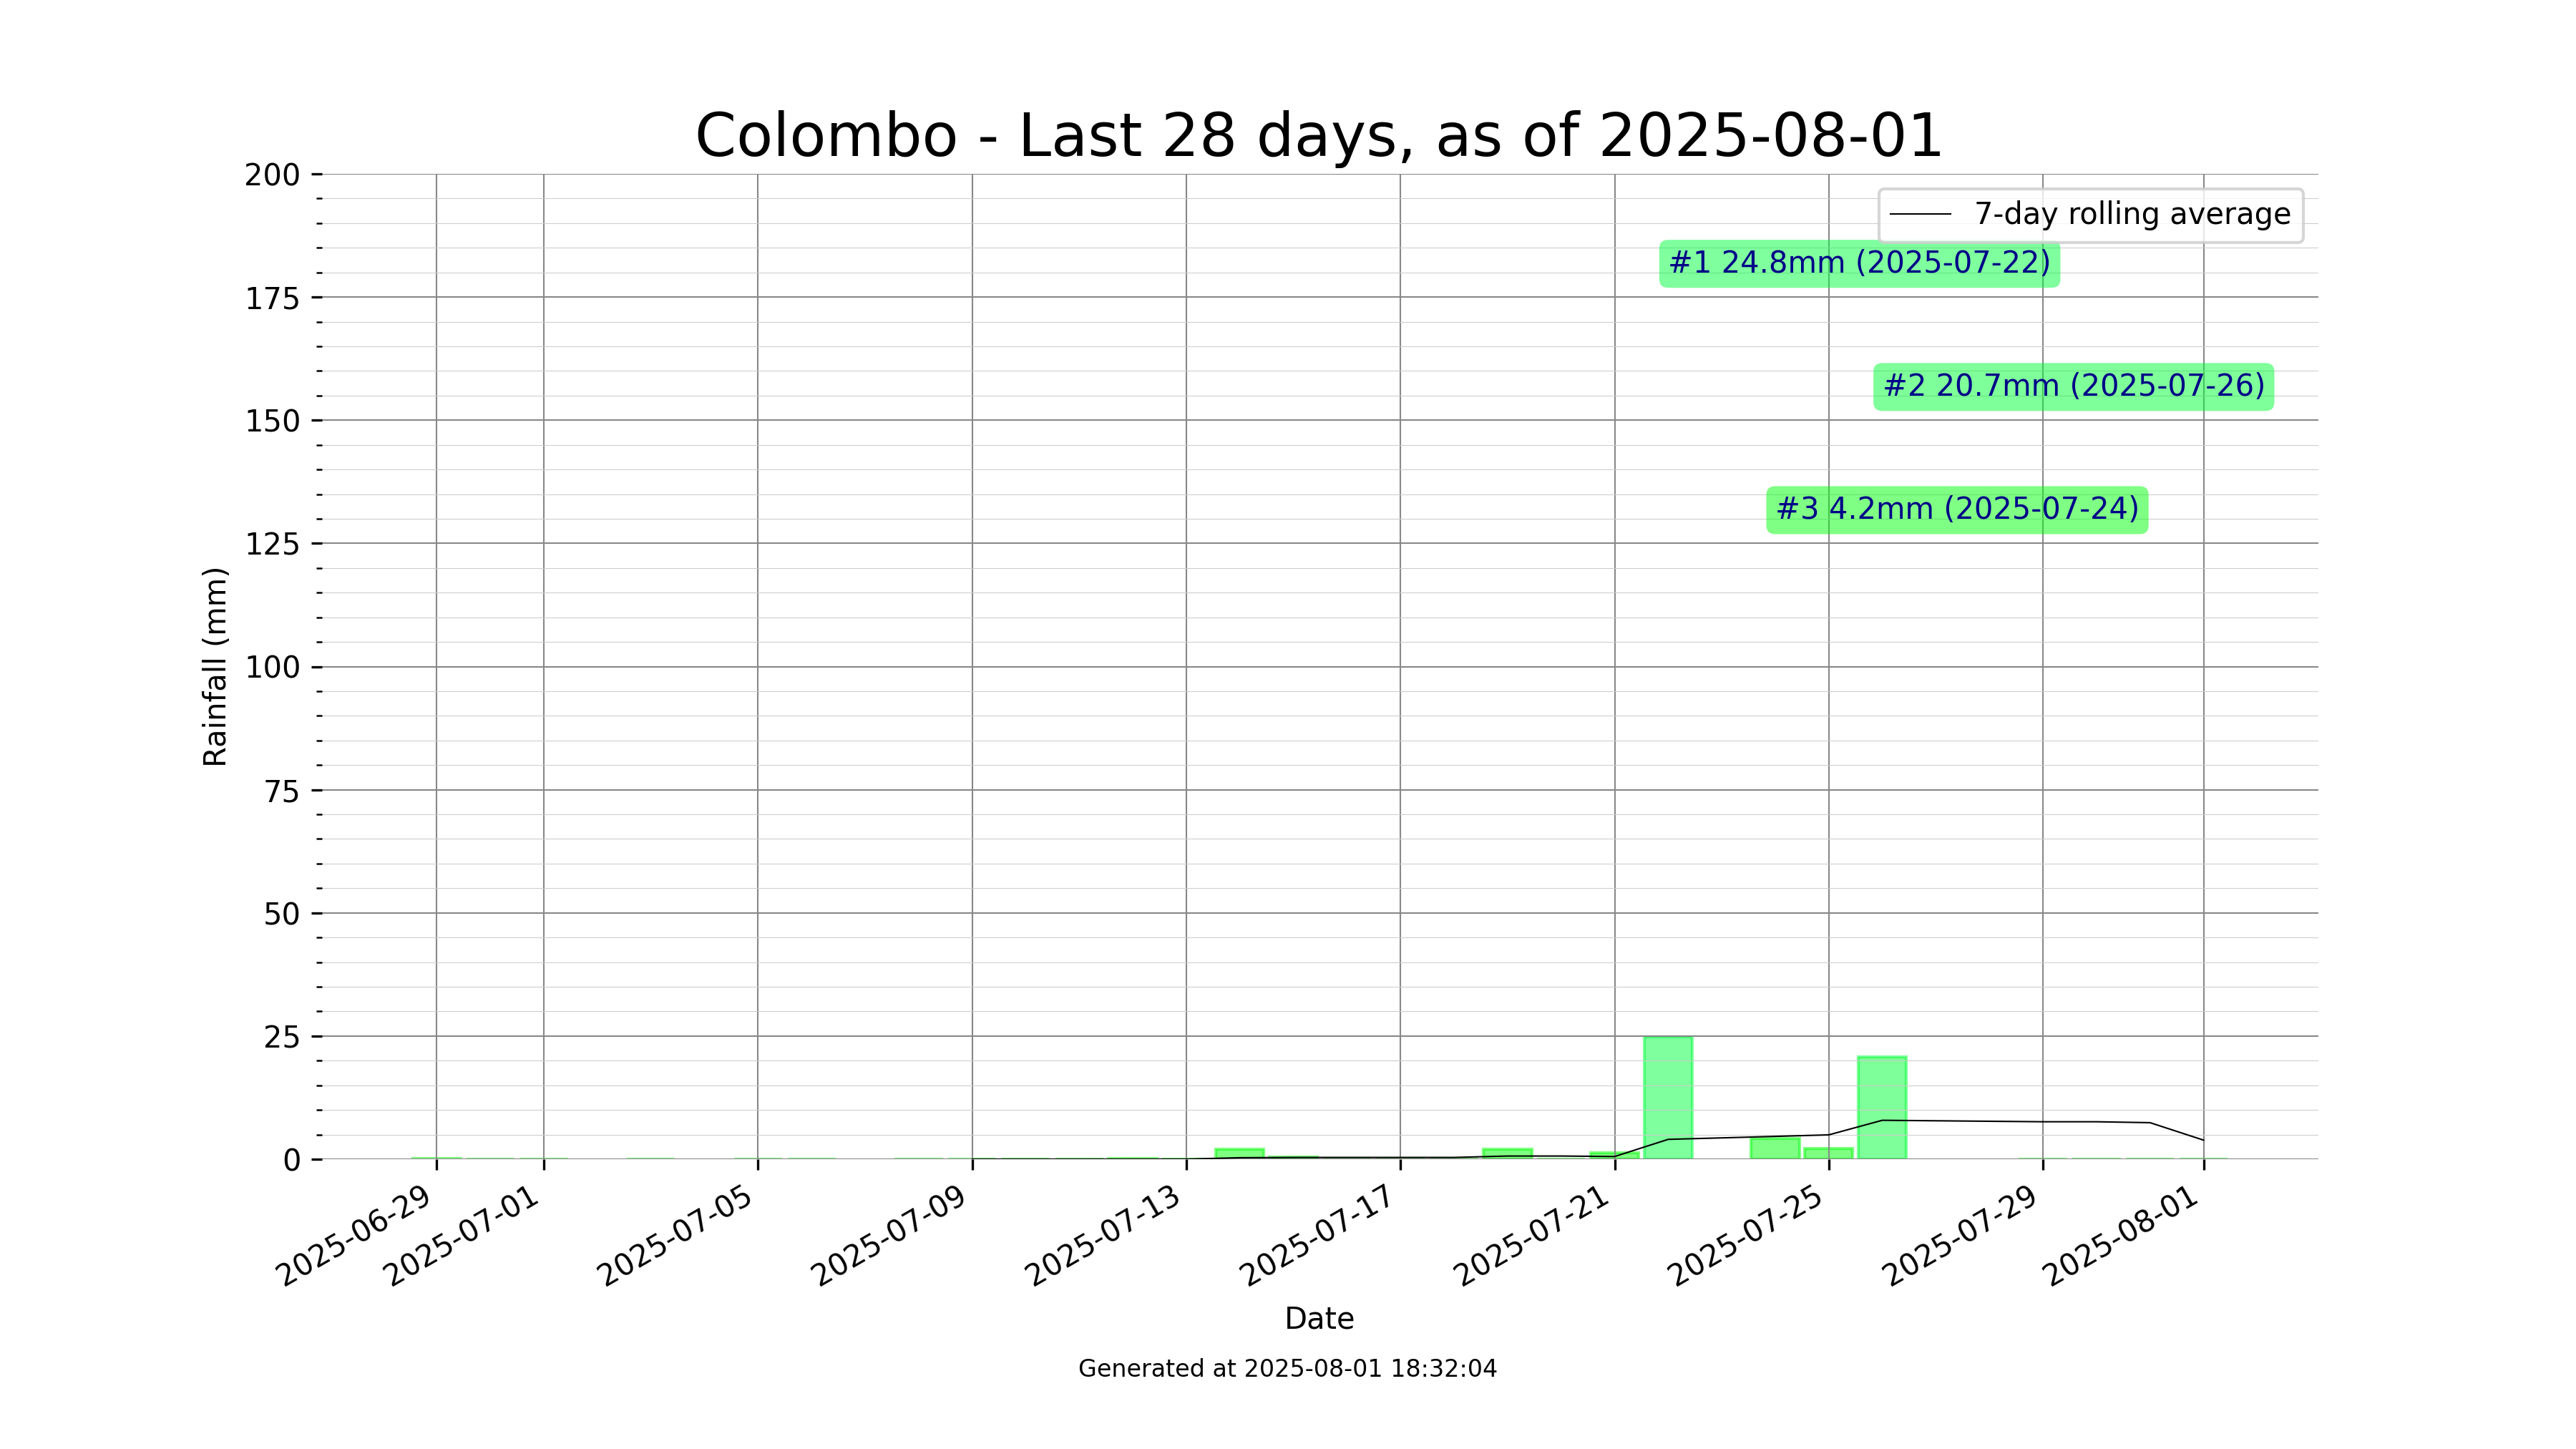 Colombo - Last 28 days, as of 2025-08-01
7-day rolling average
#1 24.8mm (2025-07-22)
#2 20.7mm (2025-07-26)
#3 4.2mm (2025-07-24)
Rainfall (mm)
200
175
150
125
100
75
50
25
0
2025-06-29
2025-07-01
2025-07-05
2025-07-09
2025-07-13
2025-07-17
2025-07-21
2025-07-25
2025-07-29
2025-08-01
Date
Generated at 2025-08-01 18:32:04